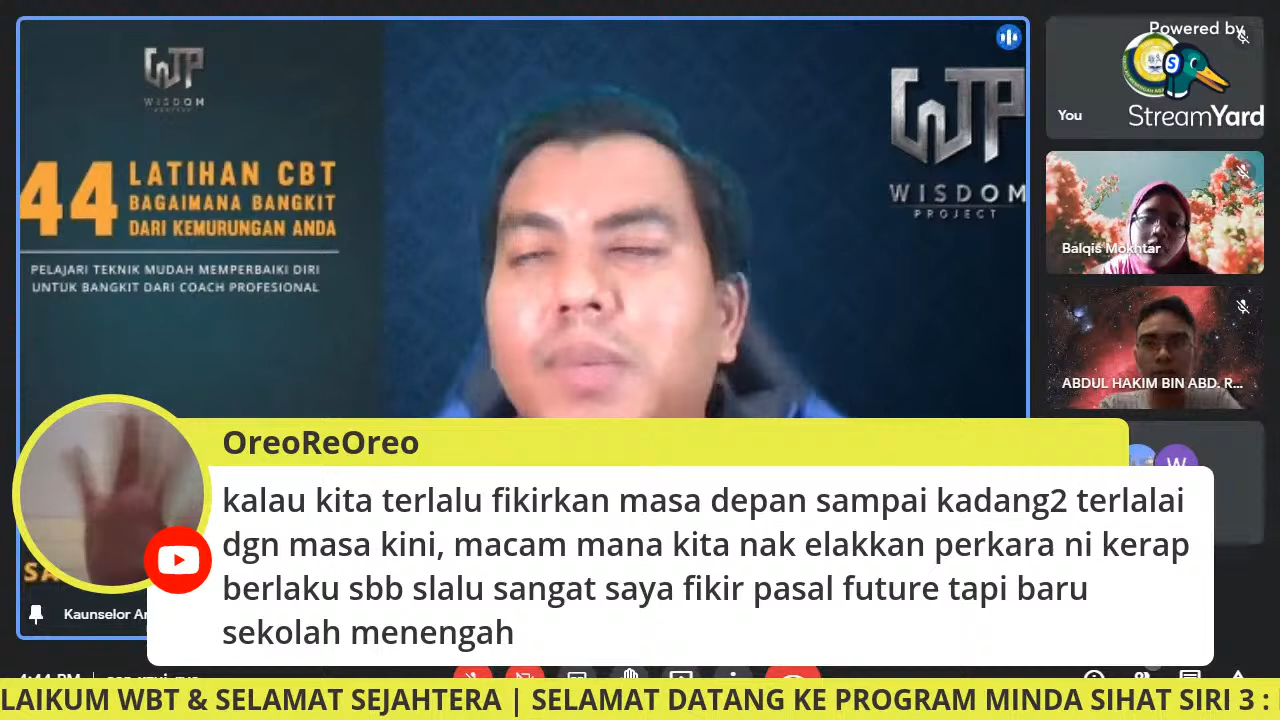 WISDOM
PROJECT
44
LATIHAN CBT
BAGAIMANA BANGKIT
DARI KEMURUNGAN ANDA
PELAJARI TEKNIK MUDAH MEMPERBAIKI DIRI
UNTUK BANGKIT DARI COACH PROFESIONAL
WISDOM
PROJECT
Powered by
StreamYard
You
Balqis Mokhtar
ABDUL HAKIM BIN ABD. R...
W
OreoReOreo
kalau kita terlalu fikirkan masa depan sampai kadang2 terlalai
dgn masa kini, macam mana kita nak elakkan perkara ni kerap
berlaku sbb slalu sangat saya fikir pasal future tapi baru
sekolah menengah
Kaunselor
4:44 PM
LAIKUM WBT & SELAMAT SEJAHTERA | SELAMAT DATANG KE PROGRAM MINDA SIHAT SIRI 3 :